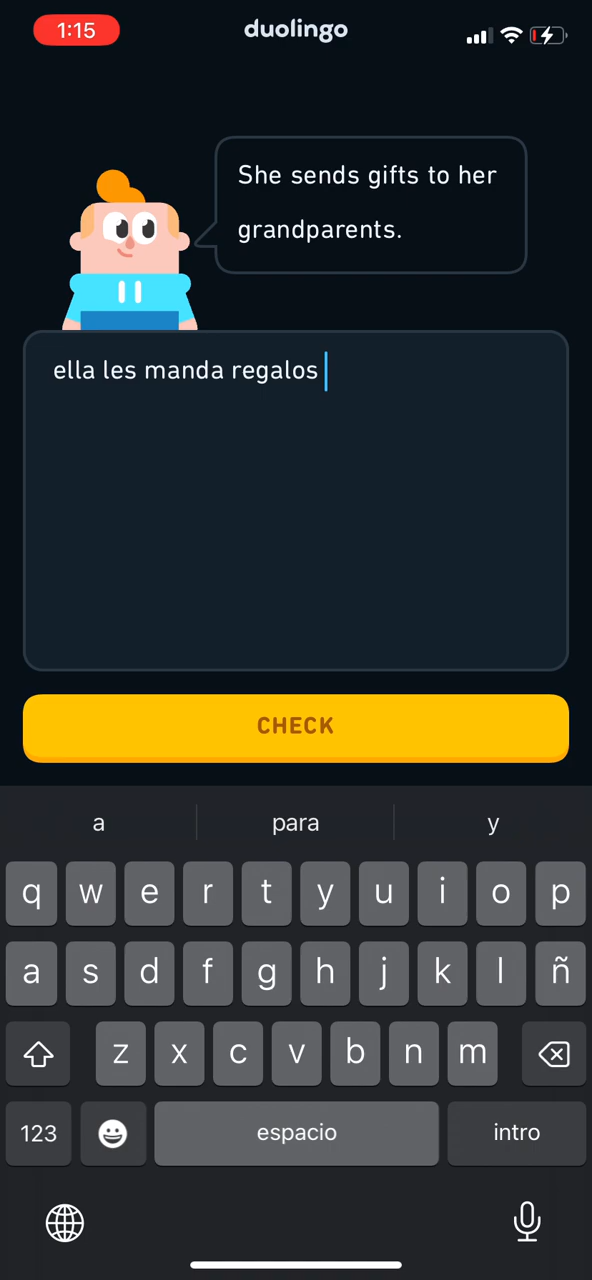 1:15
duolingo
She sends gifts to her
grandparents.
ella les manda regalos
CHECK
a para y
q w e r t y u i o p
a s d f g h j k l ñ
z x c v b n m
123 espacio intro